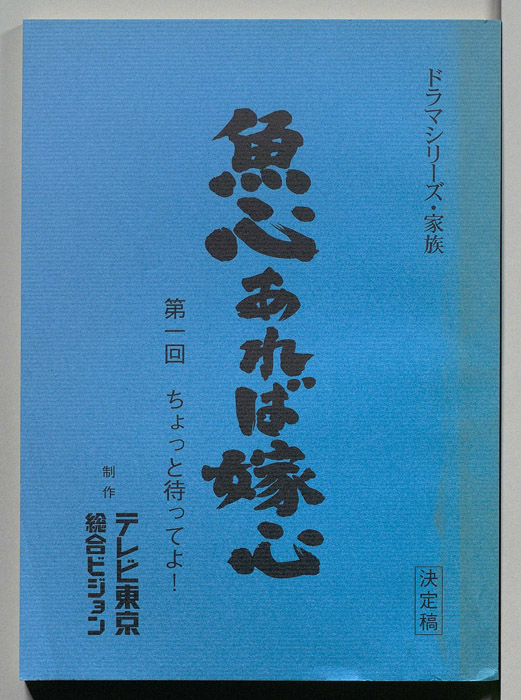 ドラマシリーズ・家族
魚心あれば嫁心
第一回　ちょっと待ってよ！
制作
テレビ東京
総合ビジョン
決定稿